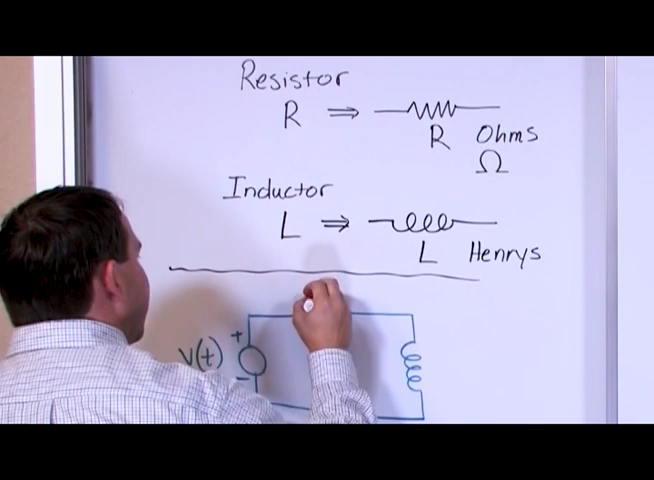 Resistor
R ⇒ R Ohms
Ω
Inductor
L ⇒ L Henrys
+
V(t)
−